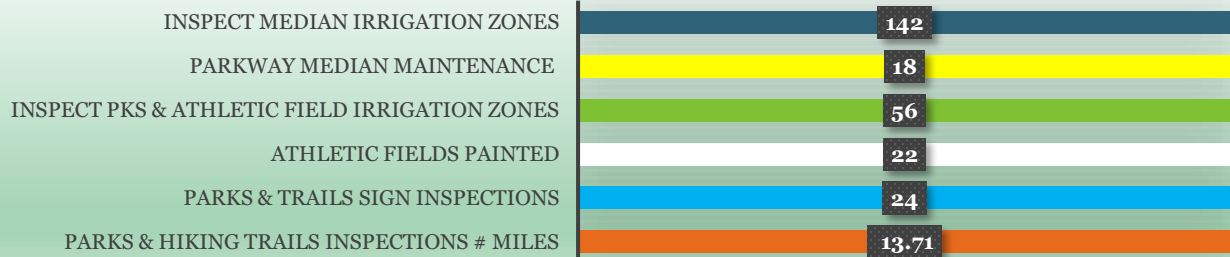 INSPECT MEDIAN IRRIGATION ZONES 142
PARKWAY MEDIAN MAINTENANCE 18
INSPECT PKS & ATHLETIC FIELD IRRIGATION ZONES 56
ATHLETIC FIELDS PAINTED 22
PARKS & TRAILS SIGN INSPECTIONS 24
PARKS & HIKING TRAILS INSPECTIONS # MILES 13.71